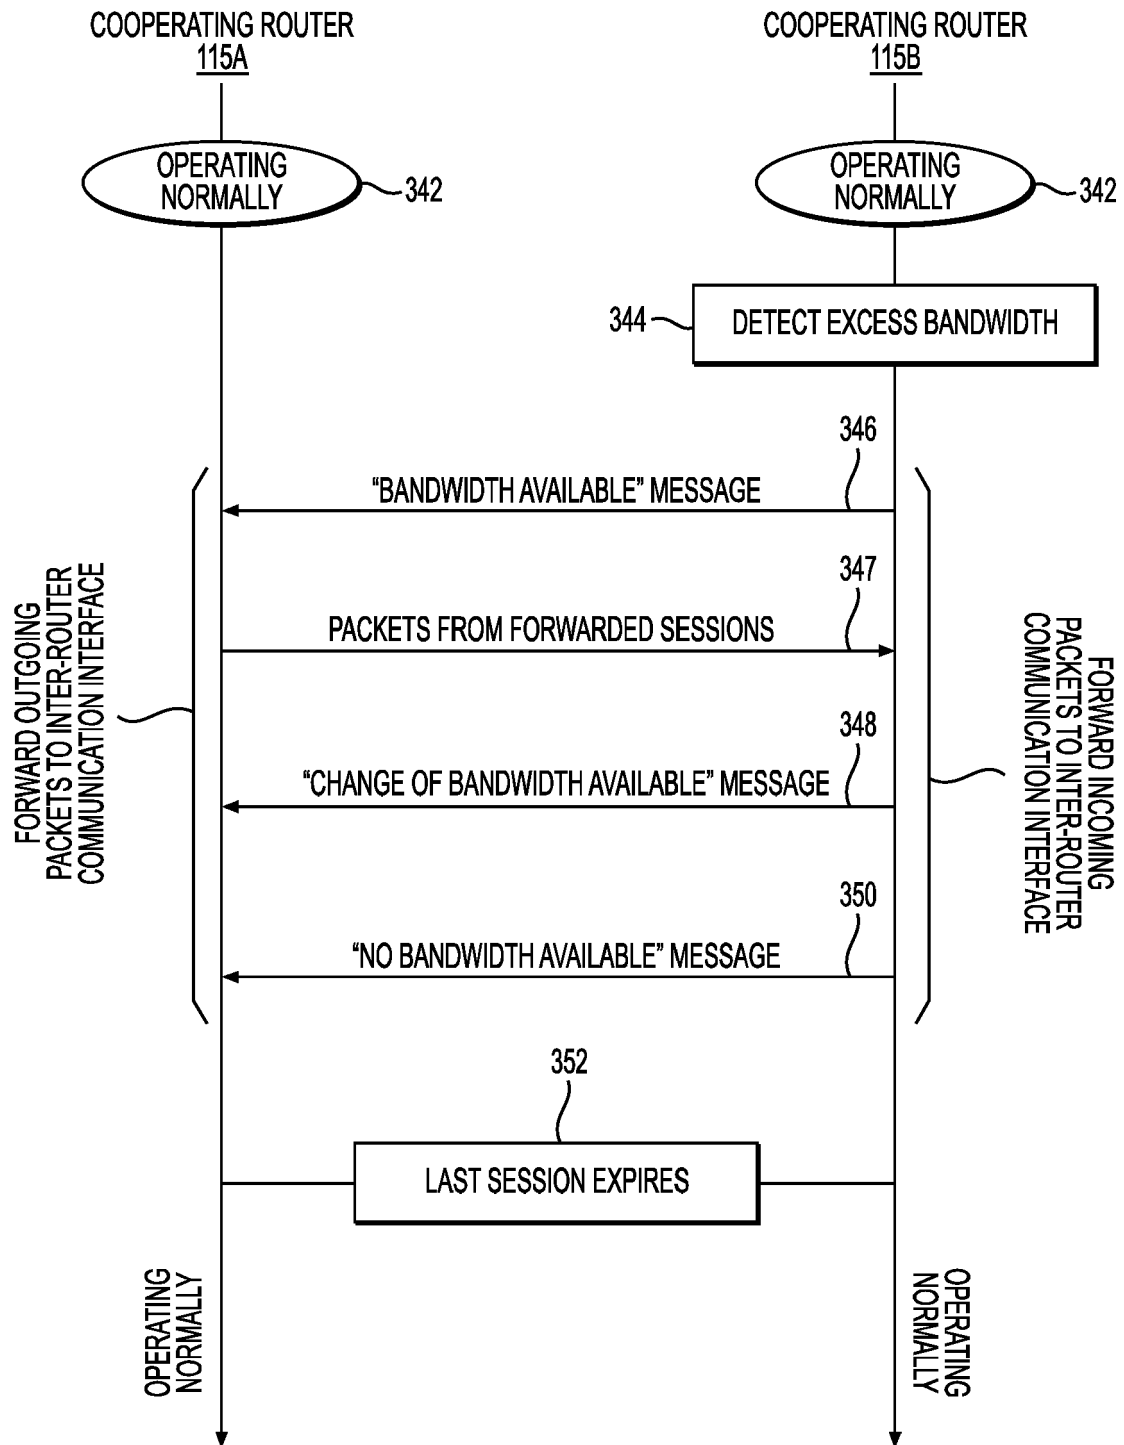 COOPERATING ROUTER
115A
COOPERATING ROUTER
115B
OPERATING
NORMALLY
342
OPERATING
NORMALLY
342
344
DETECT EXCESS BANDWIDTH
346
“BANDWIDTH AVAILABLE” MESSAGE
347
PACKETS FROM FORWARDED SESSIONS
348
“CHANGE OF BANDWIDTH AVAILABLE” MESSAGE
350
“NO BANDWIDTH AVAILABLE” MESSAGE
FORWARD OUTGOING
PACKETS TO INTER-ROUTER
COMMUNICATION INTERFACE
FORWARD INCOMING
PACKETS TO INTER-ROUTER
COMMUNICATION INTERFACE
352
LAST SESSION EXPIRES
OPERATING
NORMALLY
OPERATING
NORMALLY